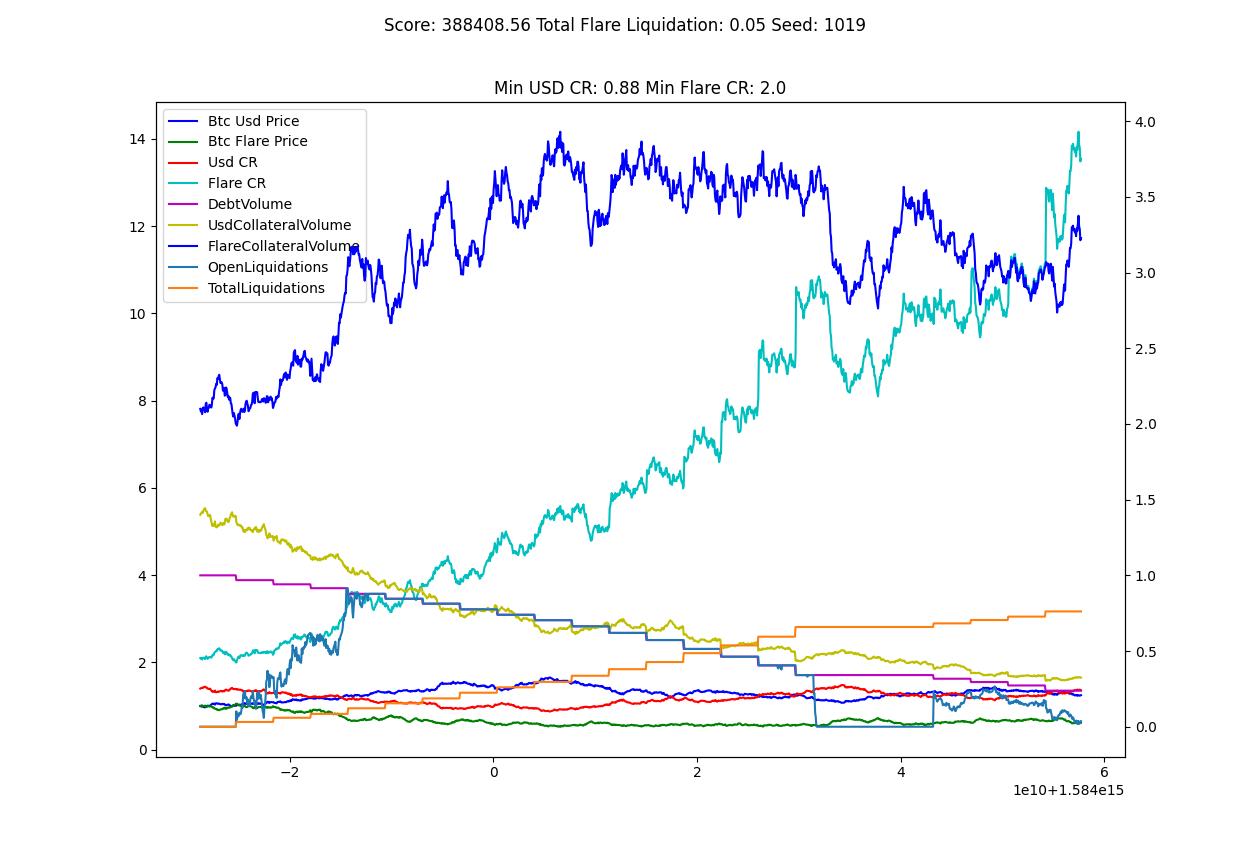 Score: 388408.56 Total Flare Liquidation: 0.05 Seed: 1019
Min USD CR: 0.88 Min Flare CR: 2.0
Btc Usd Price
Btc Flare Price
Usd CR
Flare CR
DebtVolume
UsdCollateralVolume
FlareCollateralVolume
OpenLiquidations
TotalLiquidations
14
12
10
8
6
4
2
0
4.0
3.5
3.0
2.5
2.0
1.5
1.0
0.5
0.0
−2
0
2
4
6
1e10+1.584e15